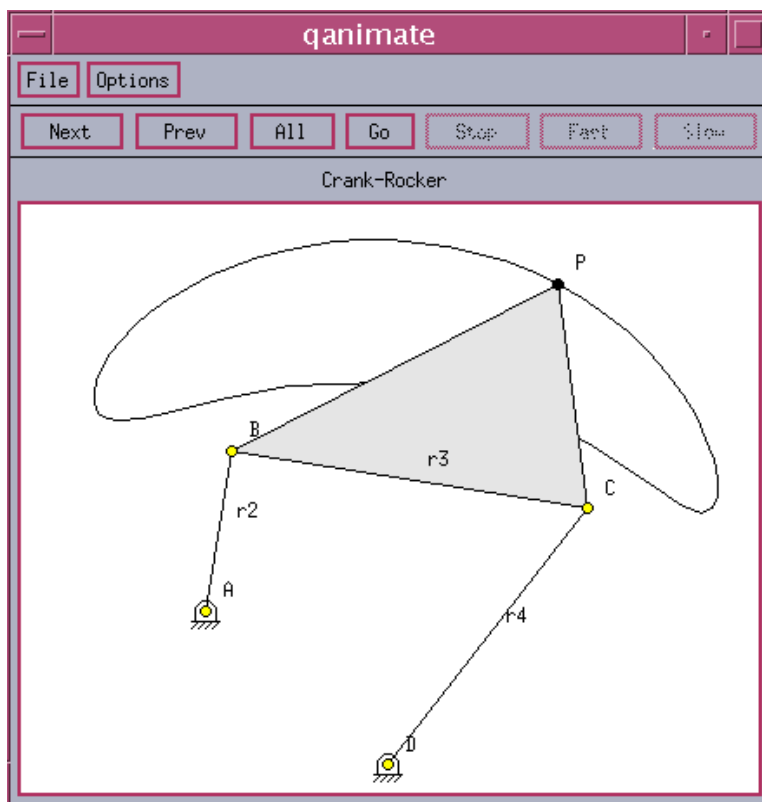 qanimate
File Options
Next Prev All Go Stop Fast Slow
Crank-Rocker
P
B
r3
C
r2
A
r4
D